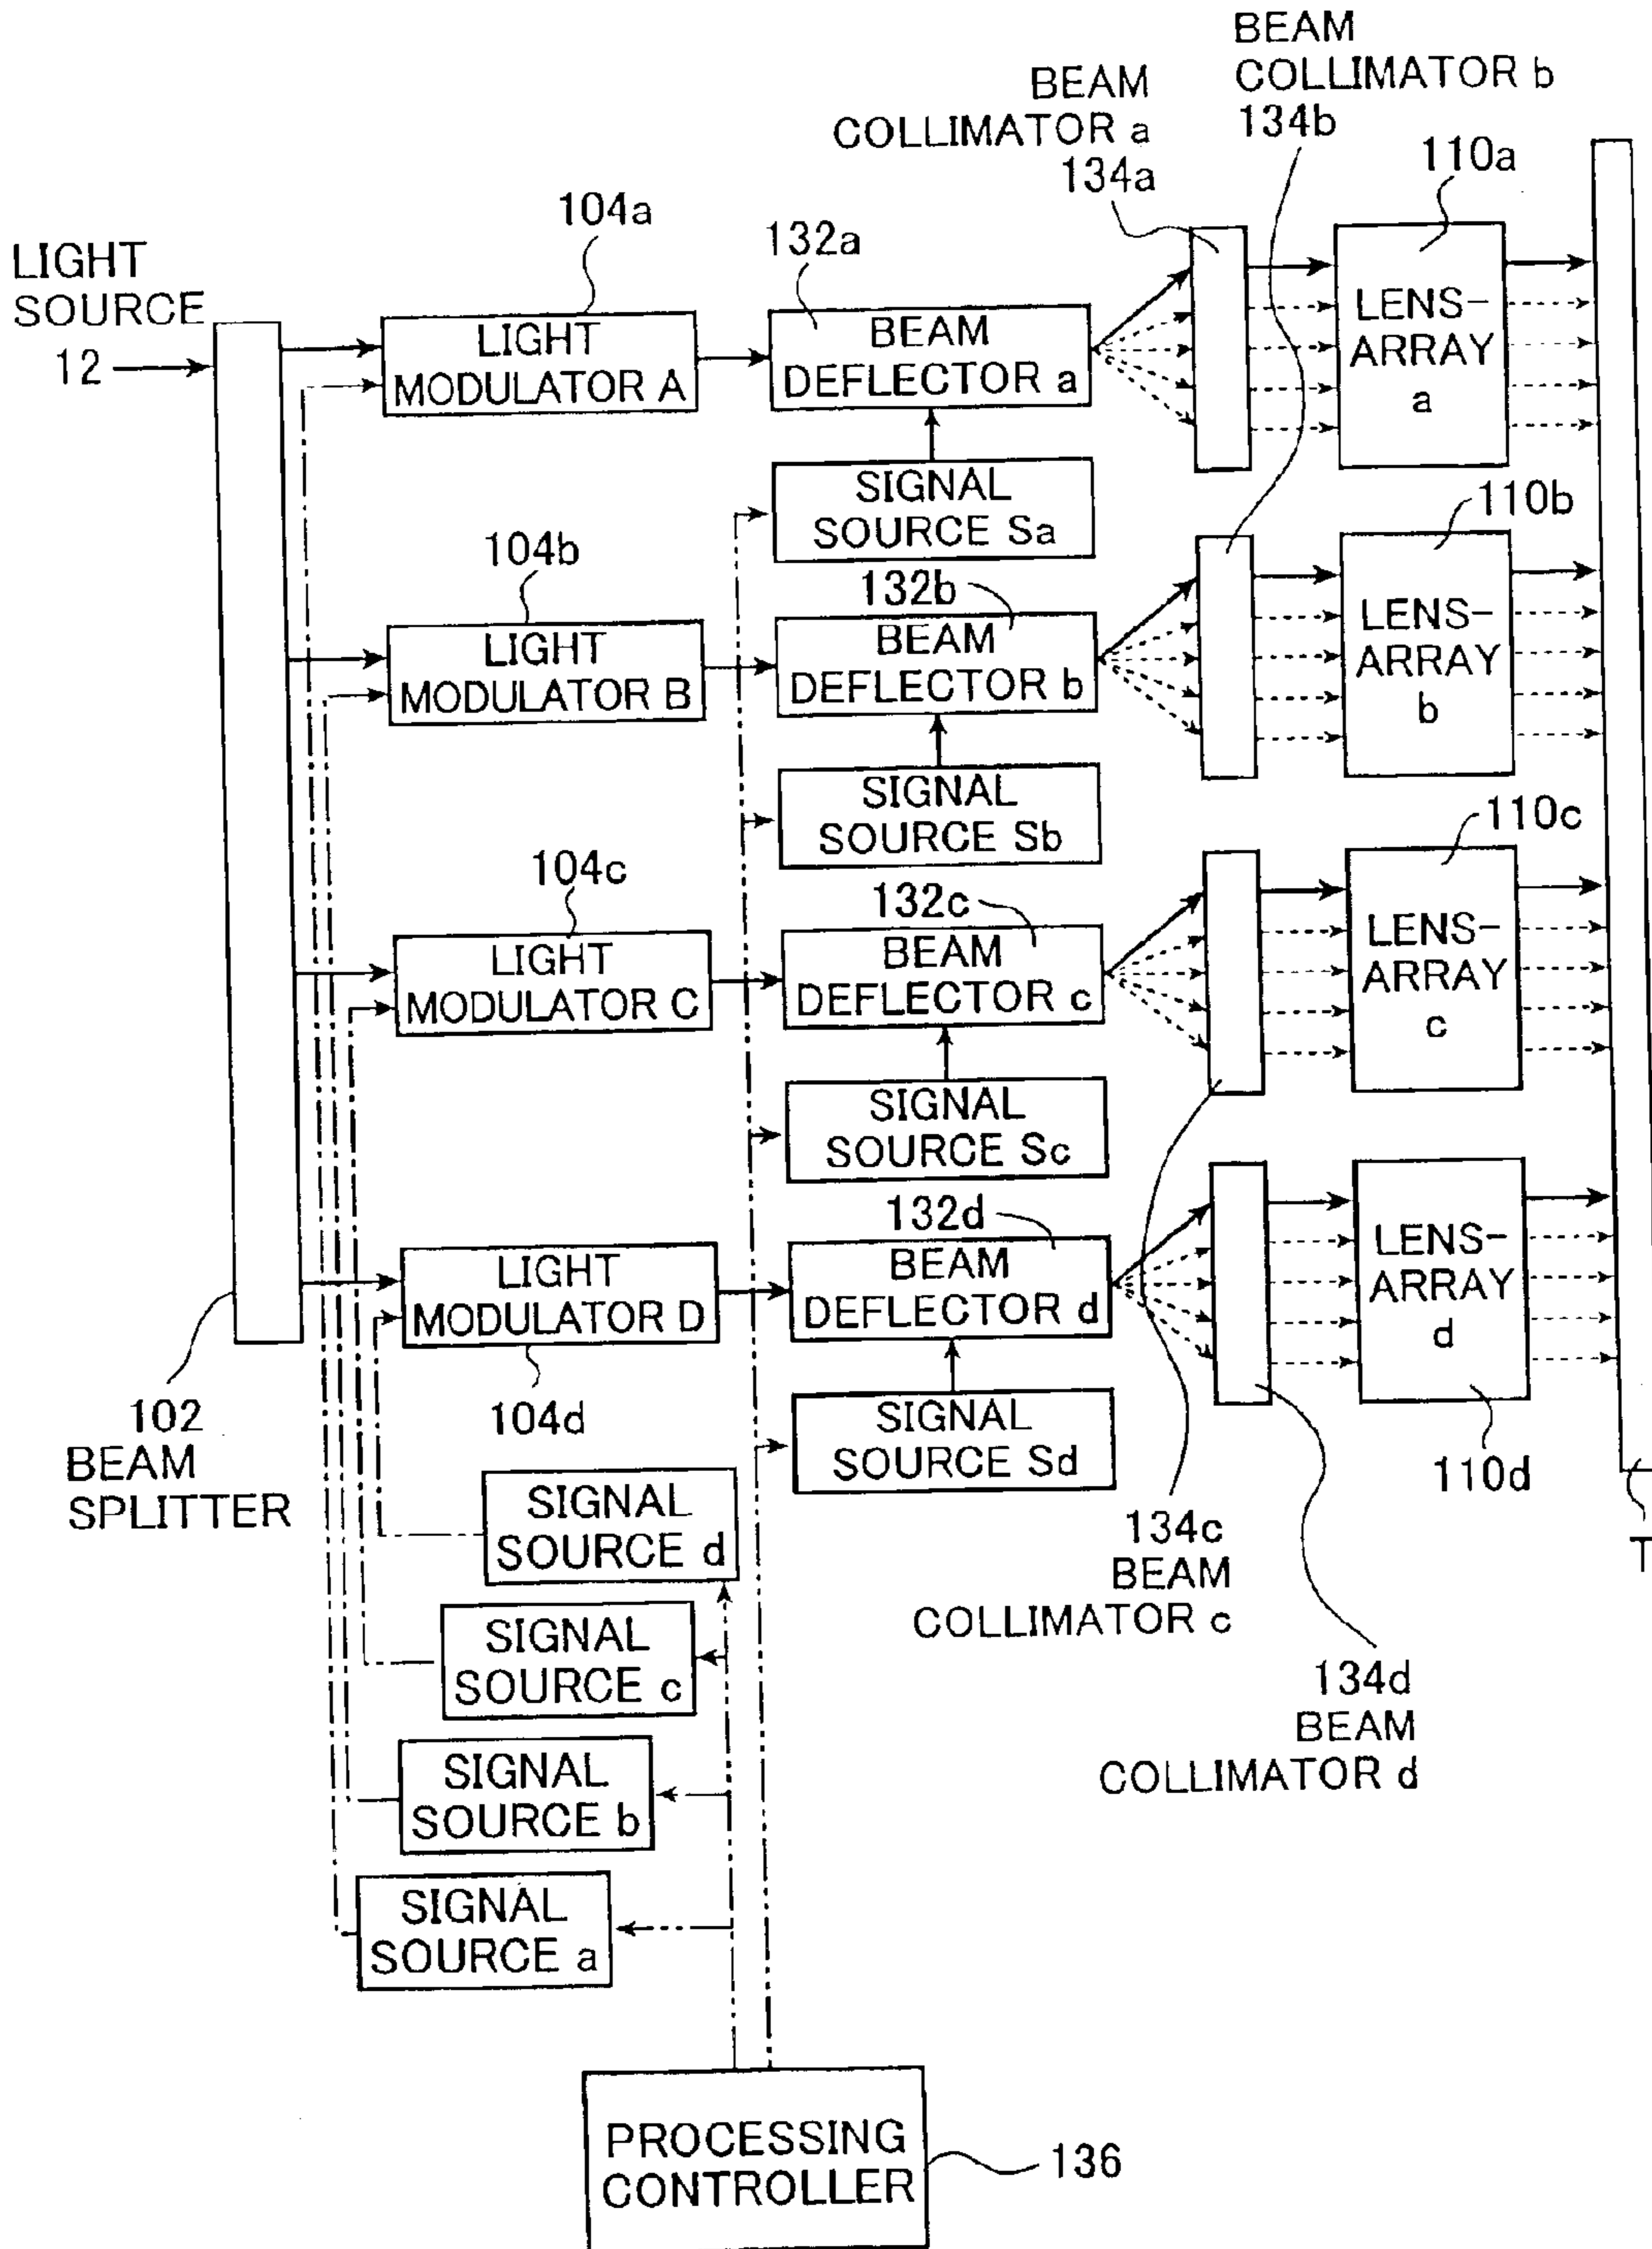 BEAM
COLLIMATOR b
134b
BEAM
COLLIMATOR a
134a
110a
104a
132a
LIGHT
SOURCE
12
LIGHT
MODULATOR A
BEAM
DEFLECTOR a
LENS-
ARRAY
a
SIGNAL
SOURCE Sa
110b
104b
132b
LIGHT
MODULATOR B
BEAM
DEFLECTOR b
LENS-
ARRAY
b
SIGNAL
SOURCE Sb
110c
104c
132c
LIGHT
MODULATOR C
BEAM
DEFLECTOR c
LENS-
ARRAY
c
SIGNAL
SOURCE Sc
132d
LIGHT
MODULATOR D
BEAM
DEFLECTOR d
LENS-
ARRAY
d
102
BEAM
SPLITTER
104d
SIGNAL
SOURCE Sd
110d
T
SIGNAL
SOURCE d
134c
BEAM
COLLIMATOR c
SIGNAL
SOURCE c
134d
BEAM
COLLIMATOR d
SIGNAL
SOURCE b
SIGNAL
SOURCE a
PROCESSING
CONTROLLER
136